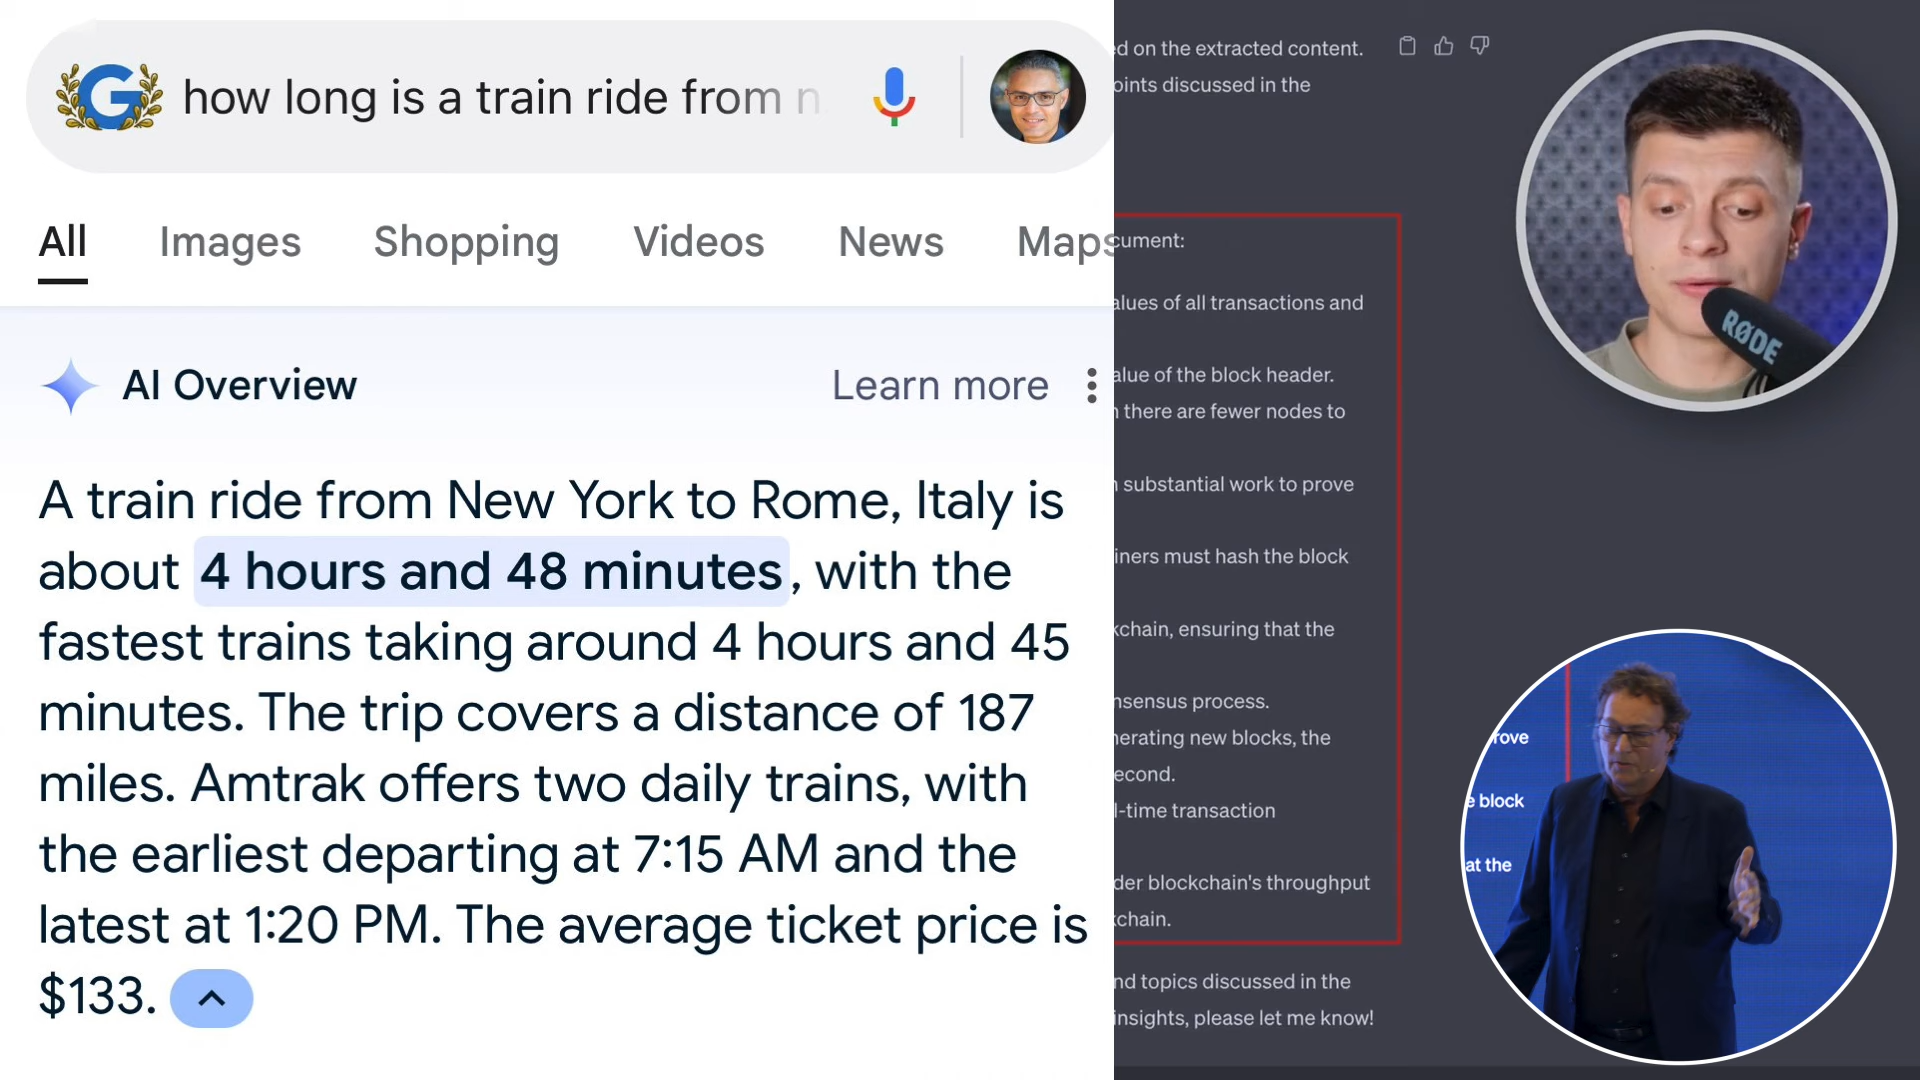 how long is a train ride from n
All Images Shopping Videos News Maps
AI Overview
Learn more
A train ride from New York to Rome, Italy is
about 4 hours and 48 minutes, with the
fastest trains taking around 4 hours and 45
minutes. The trip covers a distance of 187
miles. Amtrak offers two daily trains, with
the earliest departing at 7:15 AM and the
latest at 1:20 PM. The average ticket price is
$133.
ed on the extracted content.
oints discussed in the
cument:
alues of all transactions and
alue of the block header.
n there are fewer nodes to
n substantial work to prove
iners must hash the block
kchain, ensuring that the
nsensus process.
nerating new blocks, the
econd.
l-time transaction
der blockchain's throughput
kchain.
nd topics discussed in the
insights, please let me know!
RØDE
rove
e block
at the